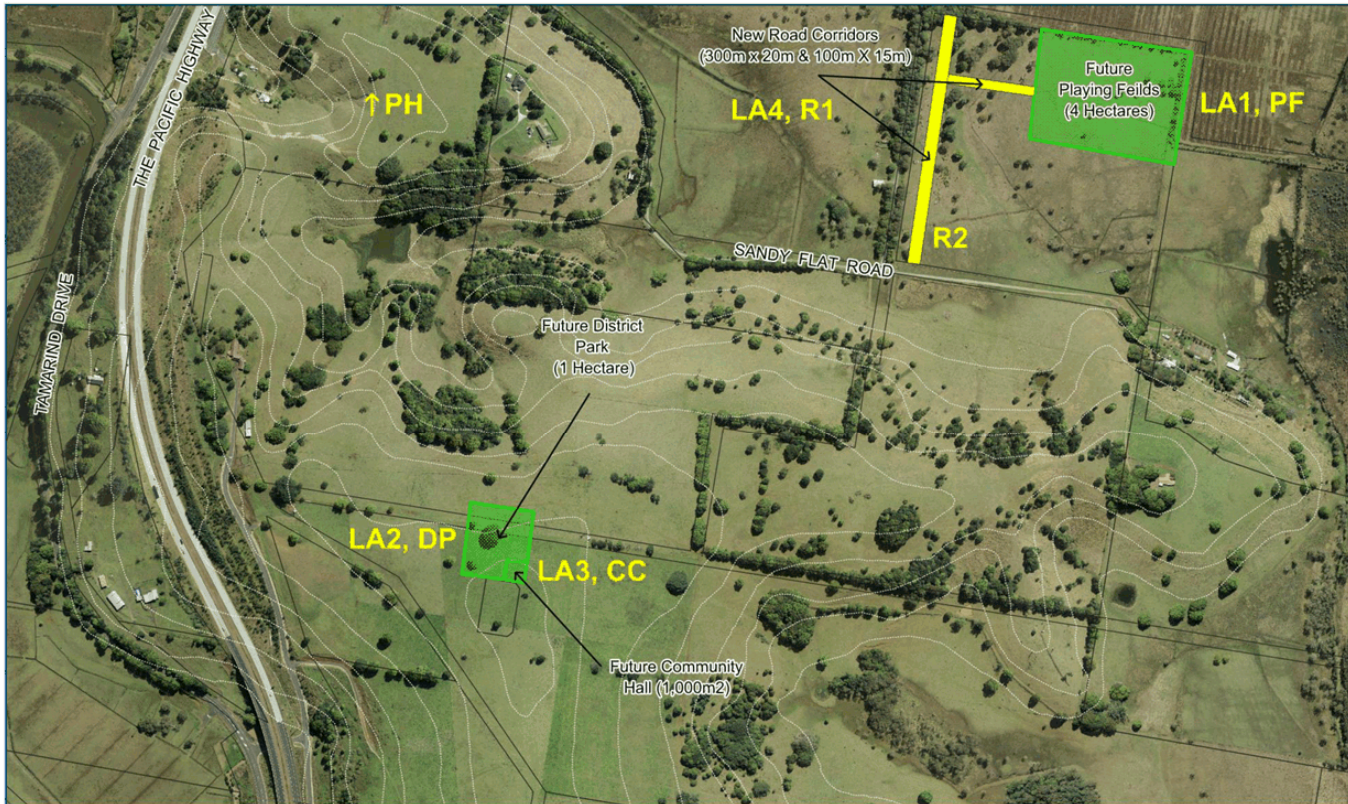 THE PACIFIC HIGHWAY
↑PH
New Road Corridors
(300m x 20m & 100m X 15m)
LA4, R1
Future
Playing Feilds
(4 Hectares)
LA1, PF
R2
SANDY FLAT ROAD
TAMARIND DRIVE
Future District
Park
(1 Hectare)
LA2, DP
LA3, CC
Future Community
Hall (1,000m2)